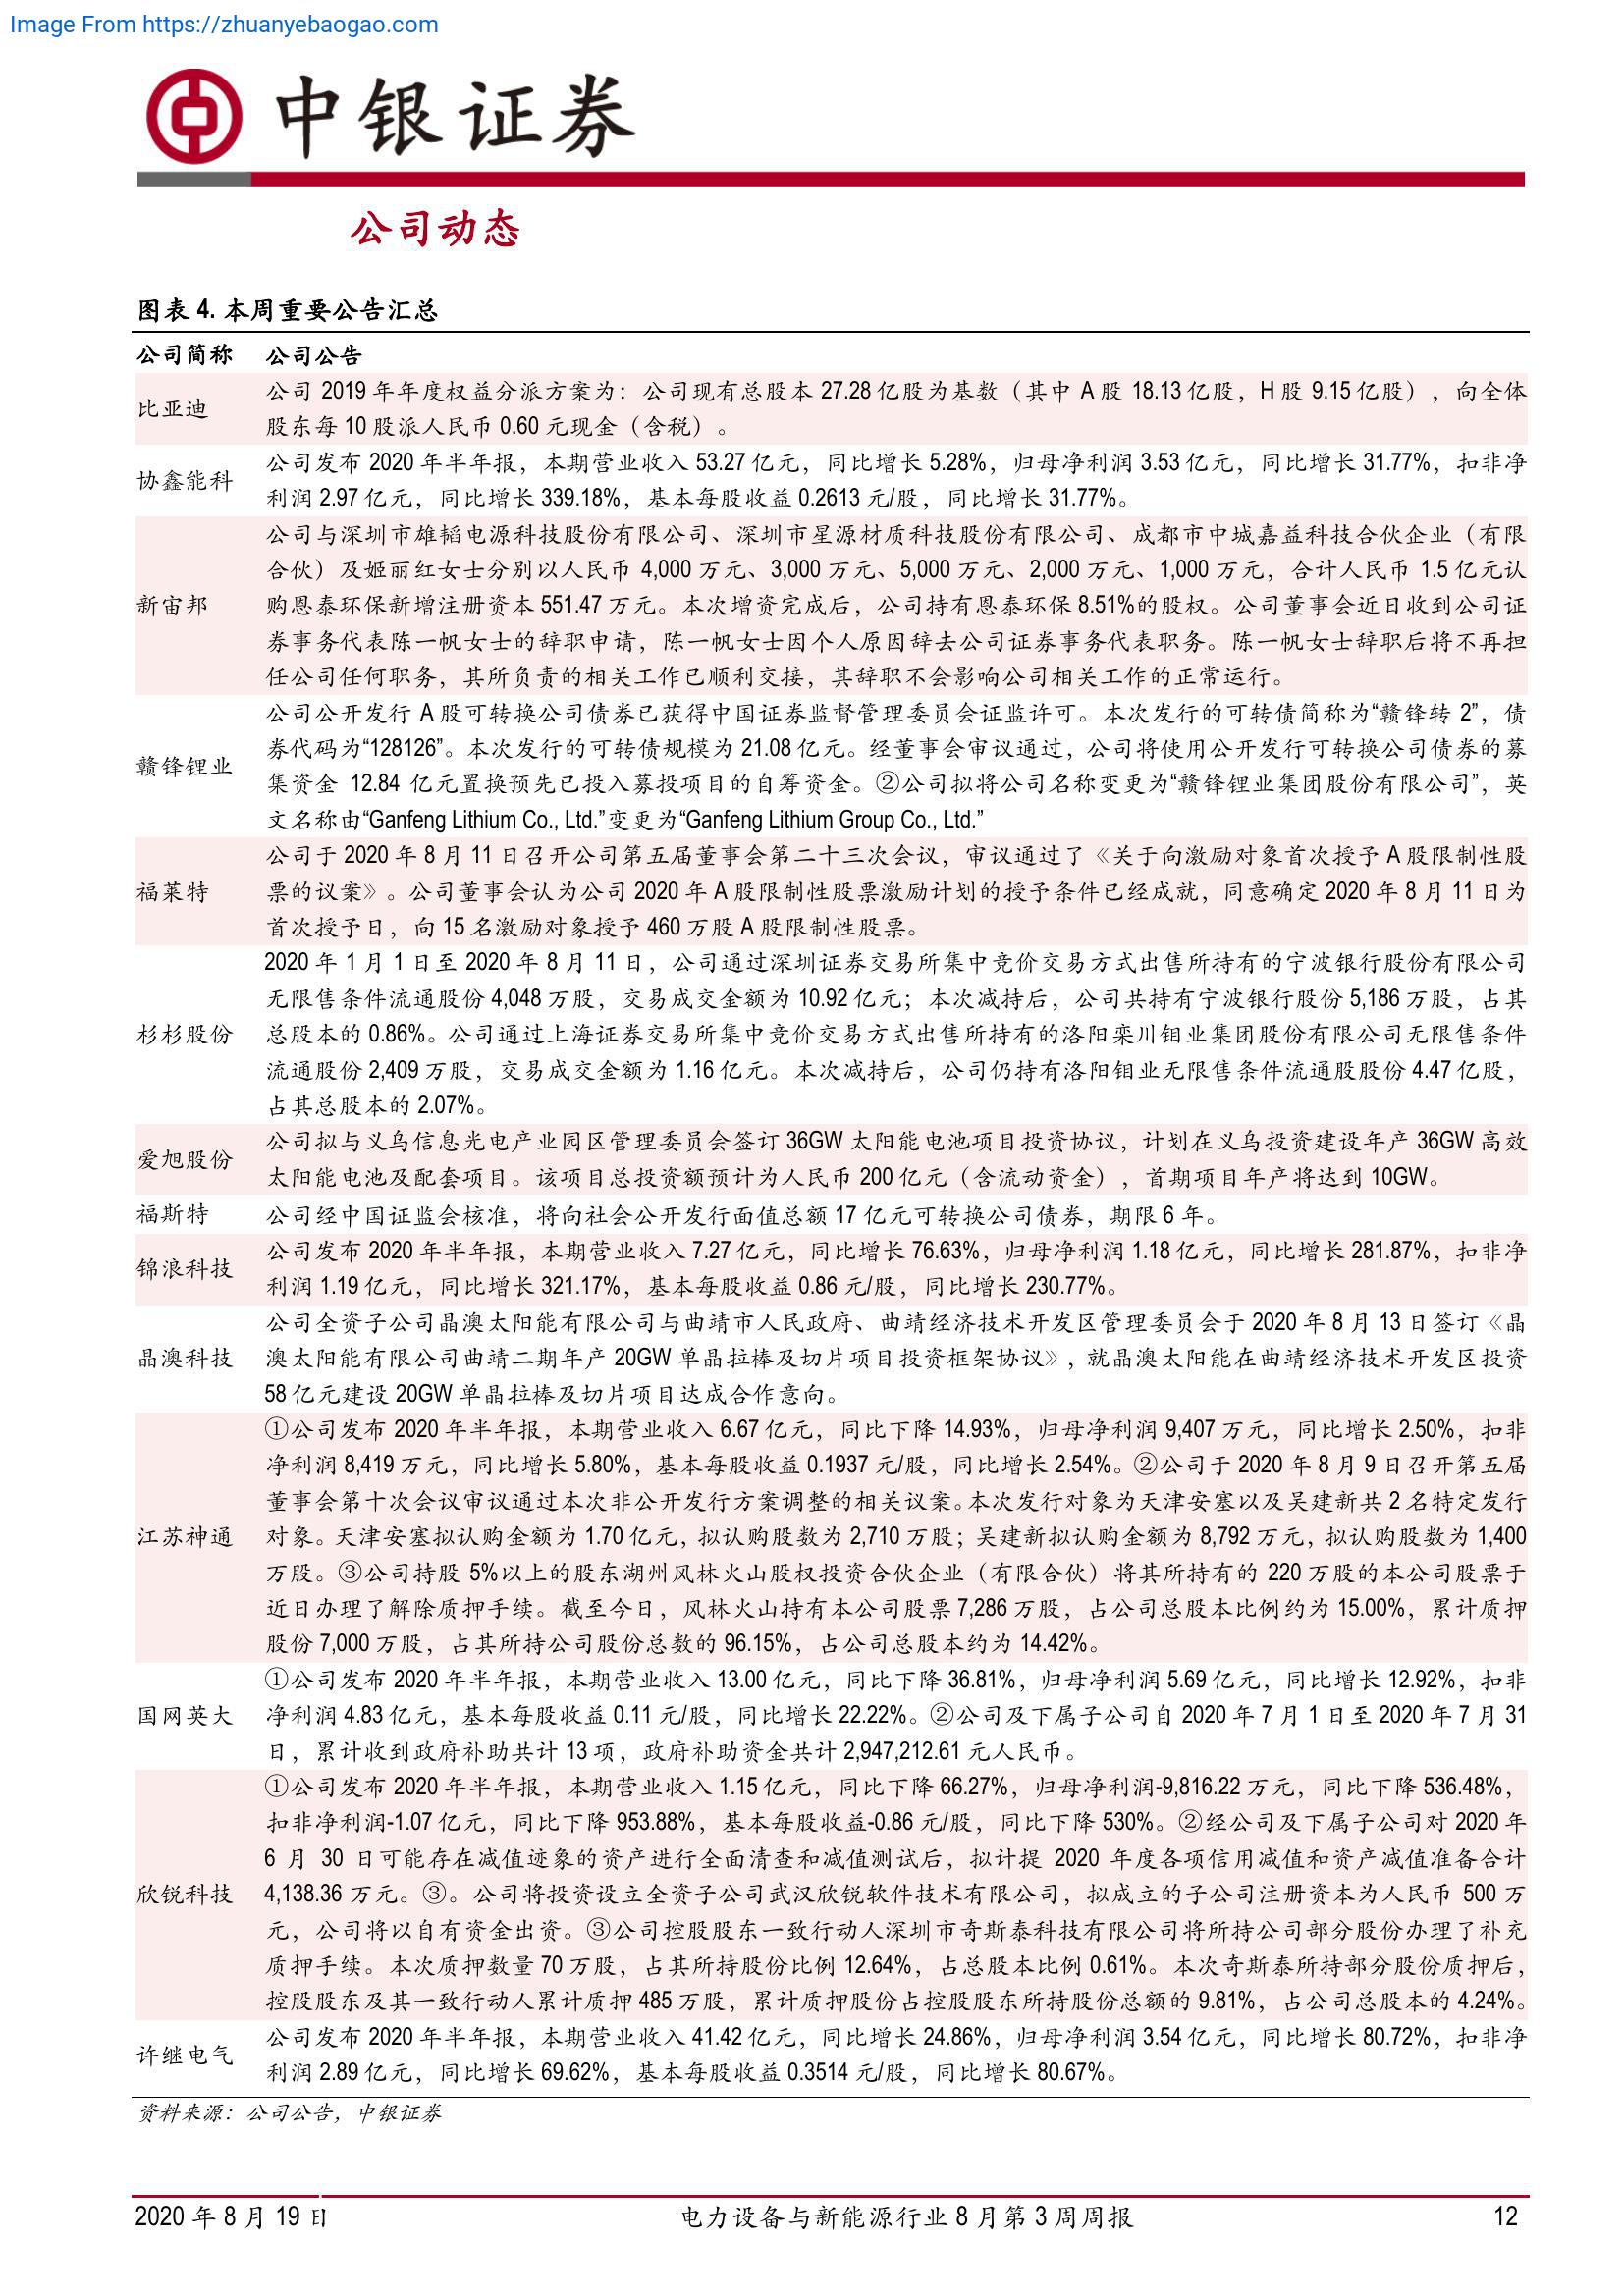 Image From https://zhuanyebaogao.com
中银证券
公司动态
图表 4. 本周重要公告汇总
公司简称 公司公告
比亚迪
公司 2019 年年度权益分派方案为：公司现有总股本 27.28 亿股为基数（其中 A 股 18.13 亿股，H 股 9.15 亿股），向全体
股东每 10 股派人民币 0.60 元现金（含税）。
协鑫能科
公司发布 2020 年半年报，本期营业收入 53.27 亿元，同比增长 5.28%，归母净利润 3.53 亿元，同比增长 31.77%，扣非净
利润 2.97 亿元，同比增长 339.18%，基本每股收益 0.2613 元/股，同比增长 31.77%。
新宙邦
公司与深圳市雄韬电源科技股份有限公司、深圳市星源材质科技股份有限公司、成都市中城嘉益科技合伙企业（有限
合伙）及姬丽红女士分别以人民币 4,000 万元、3,000 万元、5,000 万元、2,000 万元、1,000 万元，合计人民币 1.5 亿元认
购恩泰环保新增注册资本 551.47 万元。本次增资完成后，公司持有恩泰环保 8.51%的股权。公司董事会近日收到公司证
券事务代表陈一帆女士的辞职申请，陈一帆女士因个人原因辞去公司证券事务代表职务。陈一帆女士辞职后将不再担
任公司任何职务，其所负责的相关工作已顺利交接，其辞职不会影响公司相关工作的正常运行。
赣锋锂业
公司公开发行 A 股可转换公司债券已获得中国证券监督管理委员会证监许可。本次发行的可转债简称为“赣锋转 2”，债
券代码为“128126”。本次发行的可转债规模为 21.08 亿元。经董事会审议通过，公司将使用公开发行可转换公司债券的募
集资金 12.84 亿元置换预先已投入募投项目的自筹资金。②公司拟将公司名称变更为“赣锋锂业集团股份有限公司”，英
文名称由“Ganfeng Lithium Co., Ltd.”变更为“Ganfeng Lithium Group Co., Ltd.”
福莱特
公司于 2020 年 8 月 11 日召开公司第五届董事会第二十三次会议，审议通过了《关于向激励对象首次授予 A 股限制性股
票的议案》。公司董事会认为公司 2020 年 A 股限制性股票激励计划的授予条件已经成就，同意确定 2020 年 8 月 11 日为
首次授予日，向 15 名激励对象授予 460 万股 A 股限制性股票。
杉杉股份
2020 年 1 月 1 日至 2020 年 8 月 11 日，公司通过深圳证券交易所集中竞价交易方式出售所持有的宁波银行股份有限公司
无限售条件流通股份 4,048 万股，交易成交金额为 10.92 亿元；本次减持后，公司共持有宁波银行股份 5,186 万股，占其
总股本的 0.86%。公司通过上海证券交易所集中竞价交易方式出售所持有的洛阳栾川钼业集团股份有限公司无限售条件
流通股份 2,409 万股，交易成交金额为 1.16 亿元。本次减持后，公司仍持有洛阳钼业无限售条件流通股股份 4.47 亿股，
占其总股本的 2.07%。
爱旭股份
公司拟与义乌信息光电产业园区管理委员会签订 36GW 太阳能电池项目投资协议，计划在义乌投资建设年产 36GW 高效
太阳能电池及配套项目。该项目总投资额预计为人民币 200 亿元（含流动资金），首期项目年产将达到 10GW。
福斯特 公司经中国证监会核准，将向社会公开发行面值总额 17 亿元可转换公司债券，期限 6 年。
锦浪科技
公司发布 2020 年半年报，本期营业收入 7.27 亿元，同比增长 76.63%，归母净利润 1.18 亿元，同比增长 281.87%，扣非净
利润 1.19 亿元，同比增长 321.17%，基本每股收益 0.86 元/股，同比增长 230.77%。
晶澳科技
公司全资子公司晶澳太阳能有限公司与曲靖市人民政府、曲靖经济技术开发区管理委员会于 2020 年 8 月 13 日签订《晶
澳太阳能有限公司曲靖二期年产 20GW 单晶拉棒及切片项目投资框架协议》，就晶澳太阳能在曲靖经济技术开发区投资
58 亿元建设 20GW 单晶拉棒及切片项目达成合作意向。
江苏神通
①公司发布 2020 年半年报，本期营业收入 6.67 亿元，同比下降 14.93%，归母净利润 9,407 万元，同比增长 2.50%，扣非
净利润 8,419 万元，同比增长 5.80%，基本每股收益 0.1937 元/股，同比增长 2.54%。②公司于 2020 年 8 月 9 日召开第五届
董事会第十次会议审议通过本次非公开发行方案调整的相关议案。本次发行对象为天津安塞以及吴建新共 2 名特定发行
对象。天津安塞拟认购金额为 1.70 亿元，拟认购股数为 2,710 万股；吴建新拟认购金额为 8,792 万元，拟认购股数为 1,400
万股。③公司持股 5%以上的股东湖州风林火山股权投资合伙企业（有限合伙）将其所持有的 220 万股的本公司股票于
近日办理了解除质押手续。截至今日，风林火山持有本公司股票 7,286 万股，占公司总股本比例约为 15.00%，累计质押
股份 7,000 万股，占其所持公司股份总数的 96.15%，占公司总股本约为 14.42%。
国网英大
①公司发布 2020 年半年报，本期营业收入 13.00 亿元，同比下降 36.81%，归母净利润 5.69 亿元，同比增长 12.92%，扣非
净利润 4.83 亿元，基本每股收益 0.11 元/股，同比增长 22.22%。②公司及下属子公司自 2020 年 7 月 1 日至 2020 年 7 月 31
日，累计收到政府补助共计 13 项，政府补助资金共计 2,947,212.61 元人民币。
欣锐科技
①公司发布 2020 年半年报，本期营业收入 1.15 亿元，同比下降 66.27%，归母净利润-9,816.22 万元，同比下降 536.48%，
扣非净利润-1.07 亿元，同比下降 953.88%，基本每股收益-0.86 元/股，同比下降 530%。②经公司及下属子公司对 2020 年
6 月 30 日可能存在减值迹象的资产进行全面清查和减值测试后，拟计提 2020 年度各项信用减值和资产减值准备合计
4,138.36 万元。③。公司将投资设立全资子公司武汉欣锐软件技术有限公司，拟成立的子公司注册资本为人民币 500 万
元，公司将以自有资金出资。③公司控股股东一致行动人深圳市奇斯泰科技有限公司将所持公司部分股份办理了补充
质押手续。本次质押数量 70 万股，占其所持股份比例 12.64%，占总股本比例 0.61%。本次奇斯泰所持部分股份质押后，
控股股东及其一致行动人累计质押 485 万股，累计质押股份占控股股东所持股份总额的 9.81%，占公司总股本的 4.24%。
许继电气
公司发布 2020 年半年报，本期营业收入 41.42 亿元，同比增长 24.86%，归母净利润 3.54 亿元，同比增长 80.72%，扣非净
利润 2.89 亿元，同比增长 69.62%，基本每股收益 0.3514 元/股，同比增长 80.67%。
资料来源：公司公告，中银证券
2020 年 8 月 19 日 电力设备与新能源行业 8 月第 3 周周报 12